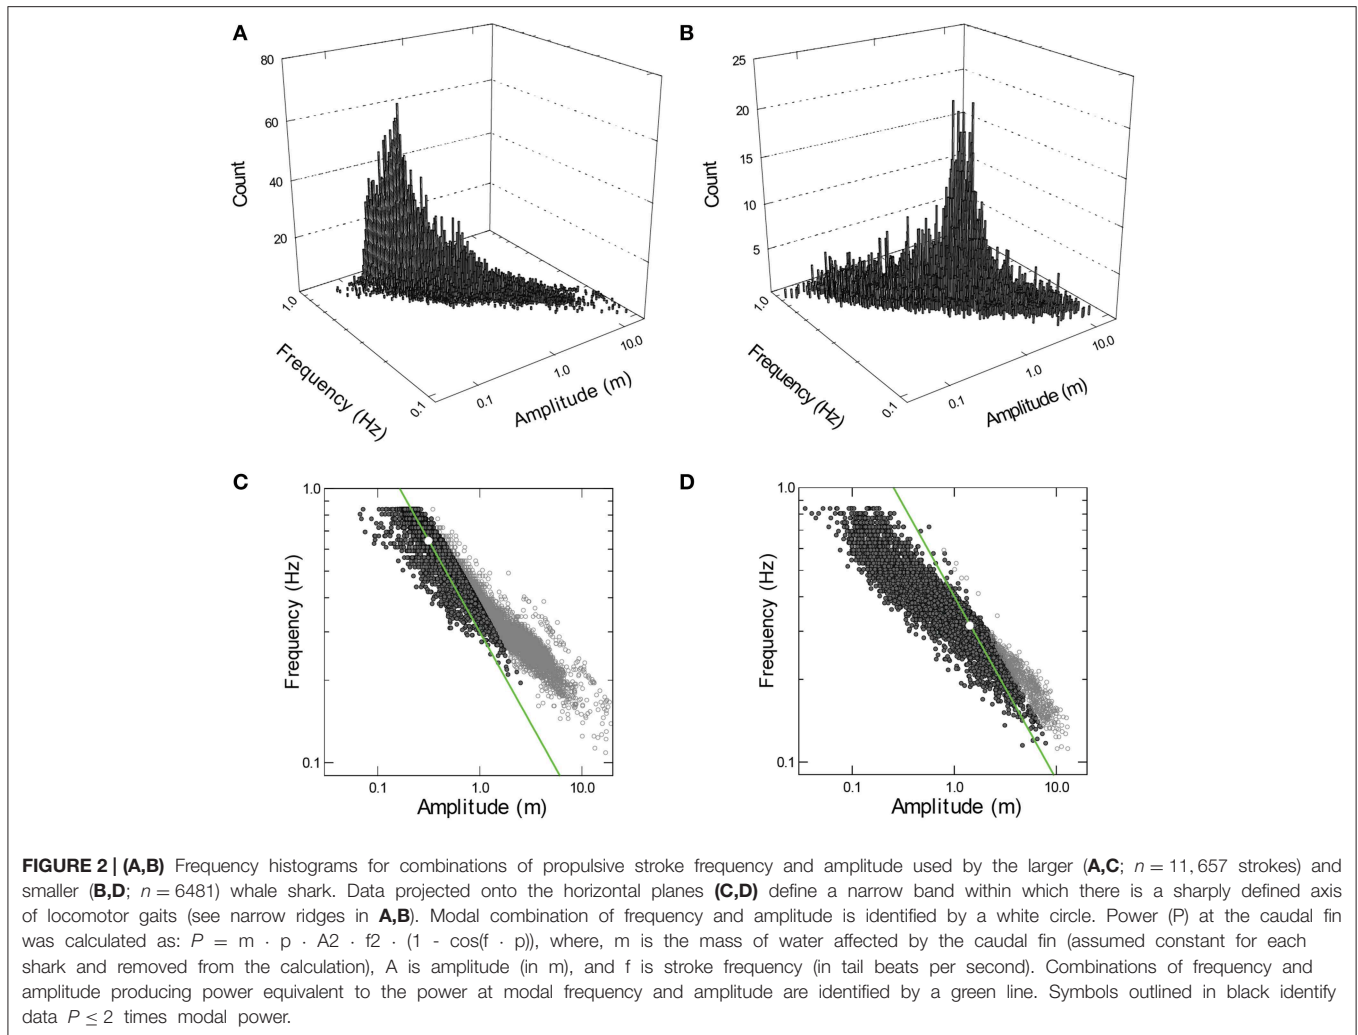 A
B
80
60
40
20
Count
1.0
Frequency (Hz)
0.1
0.1
1.0
10.0
Amplitude (m)
25
20
15
10
5
Count
1.0
Frequency (Hz)
0.1
0.1
1.0
10.0
Amplitude (m)
C
D
1.0
Frequency (Hz)
0.1
0.1
1.0
10.0
Amplitude (m)
1.0
Frequency (Hz)
0.1
0.1
1.0
10.0
Amplitude (m)
FIGURE 2 | (A,B) Frequency histograms for combinations of propulsive stroke frequency and amplitude used by the larger (A,C; n = 11, 657 strokes) and
smaller (B,D; n = 6481) whale shark. Data projected onto the horizontal planes (C,D) define a narrow band within which there is a sharply defined axis
of locomotor gaits (see narrow ridges in A,B). Modal combination of frequency and amplitude is identified by a white circle. Power (P) at the caudal fin
was calculated as: P = m · p · A2 · f2 · (1 - cos(f · p)), where, m is the mass of water affected by the caudal fin (assumed constant for each
shark and removed from the calculation), A is amplitude (in m), and f is stroke frequency (in tail beats per second). Combinations of frequency and
amplitude producing power equivalent to the power at modal frequency and amplitude are identified by a green line. Symbols outlined in black identify
data P ≤ 2 times modal power.